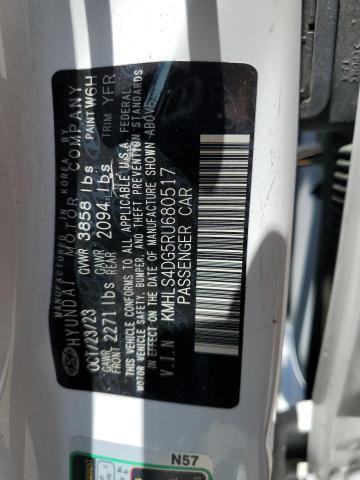 MANUFACTURED BY
HYUNDAI MOTOR COMPANY
IN KOREA
OCT/29/23 GVWR 3858 lbs PAINT W6H
GAWR FRONT 2271 lbs GAWR REAR 2094 lbs TRIM YFR
THIS VEHICLE CONFORMS TO ALL APPLICABLE U.S.A. FEDERAL
MOTOR VEHICLE SAFETY, BUMPER, AND THEFT PREVENTION STANDARDS
IN EFFECT ON THE DATE OF MANUFACTURE SHOWN ABOVE.
V.I.N KMHLS4DG5RU680517
PASSENGER CAR
N57